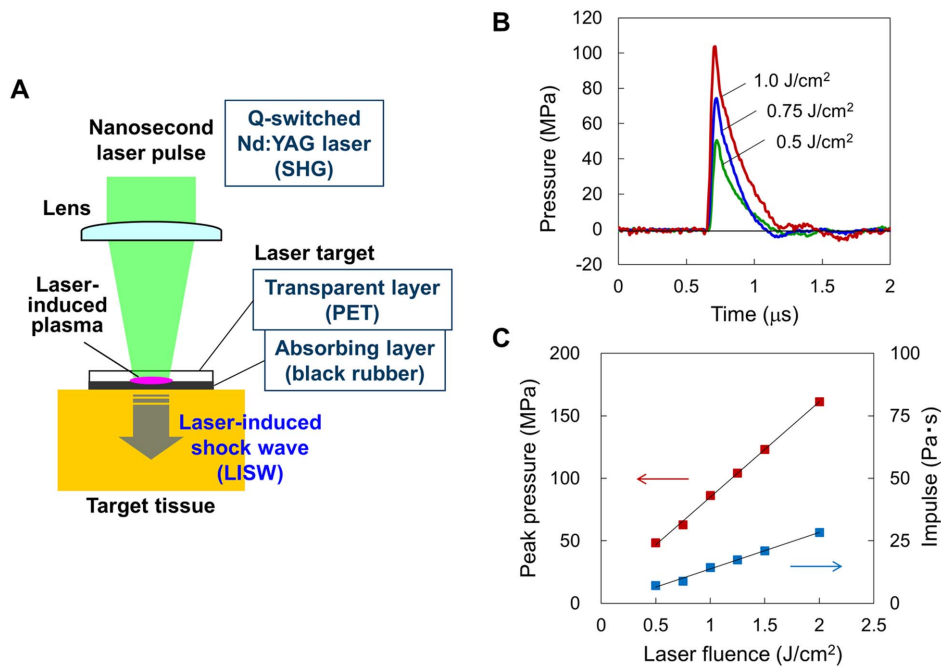 A
Nanosecond
laser pulse
Q-switched
Nd:YAG laser
(SHG)
Lens
Laser target
Laser-
induced
plasma
Transparent layer
(PET)
Absorbing layer
(black rubber)
Laser-induced
shock wave
(LISW)
Target tissue
B
Pressure (MPa)
120
100
80
60
40
20
0
-20
1.0 J/cm²
0.75 J/cm²
0.5 J/cm²
0
0.5
1
1.5
2
Time (μs)
C
Peak pressure (MPa)
200
150
100
50
0
100
75
50
25
0
Impulse (Pa･s)
0
0.5
1
1.5
2
2.5
Laser fluence (J/cm²)